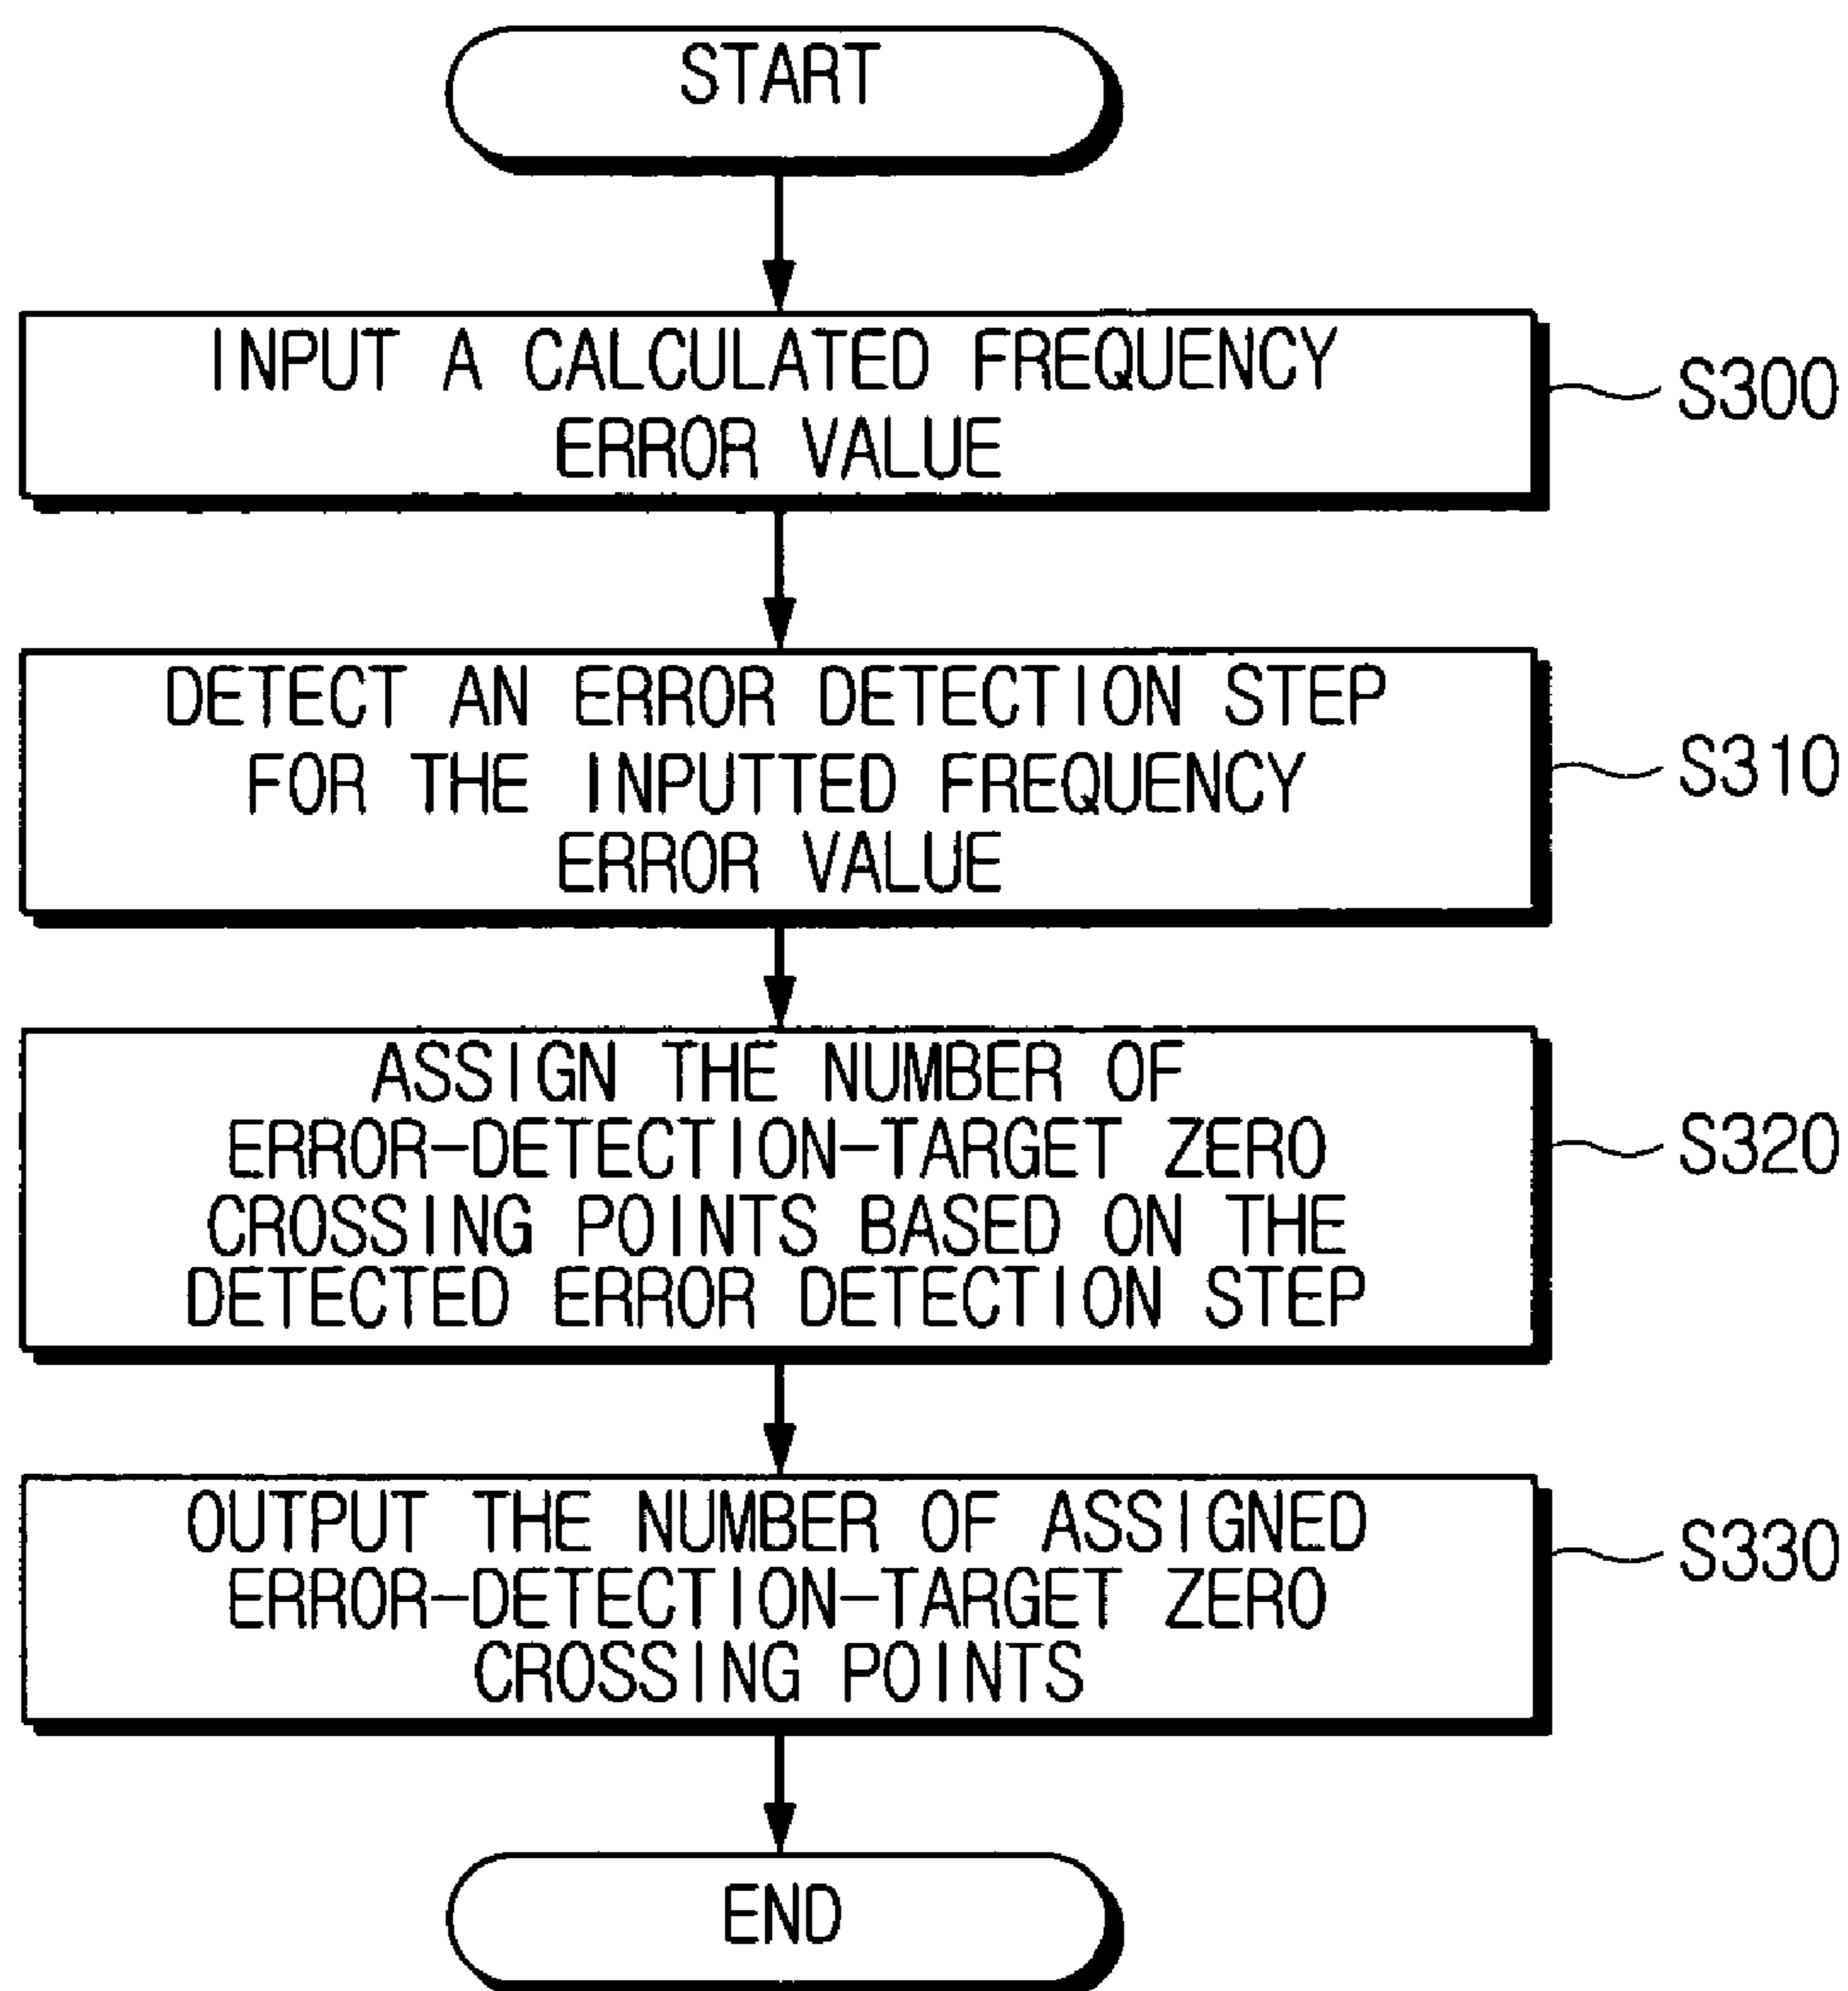 START
INPUT A CALCULATED FREQUENCY
ERROR VALUE
S300
DETECT AN ERROR DETECTION STEP
FOR THE INPUTTED FREQUENCY
ERROR VALUE
S310
ASSIGN THE NUMBER OF
ERROR-DETECTION-TARGET ZERO
CROSSING POINTS BASED ON THE
DETECTED ERROR DETECTION STEP
S320
OUTPUT THE NUMBER OF ASSIGNED
ERROR-DETECTION-TARGET ZERO
CROSSING POINTS
S330
END